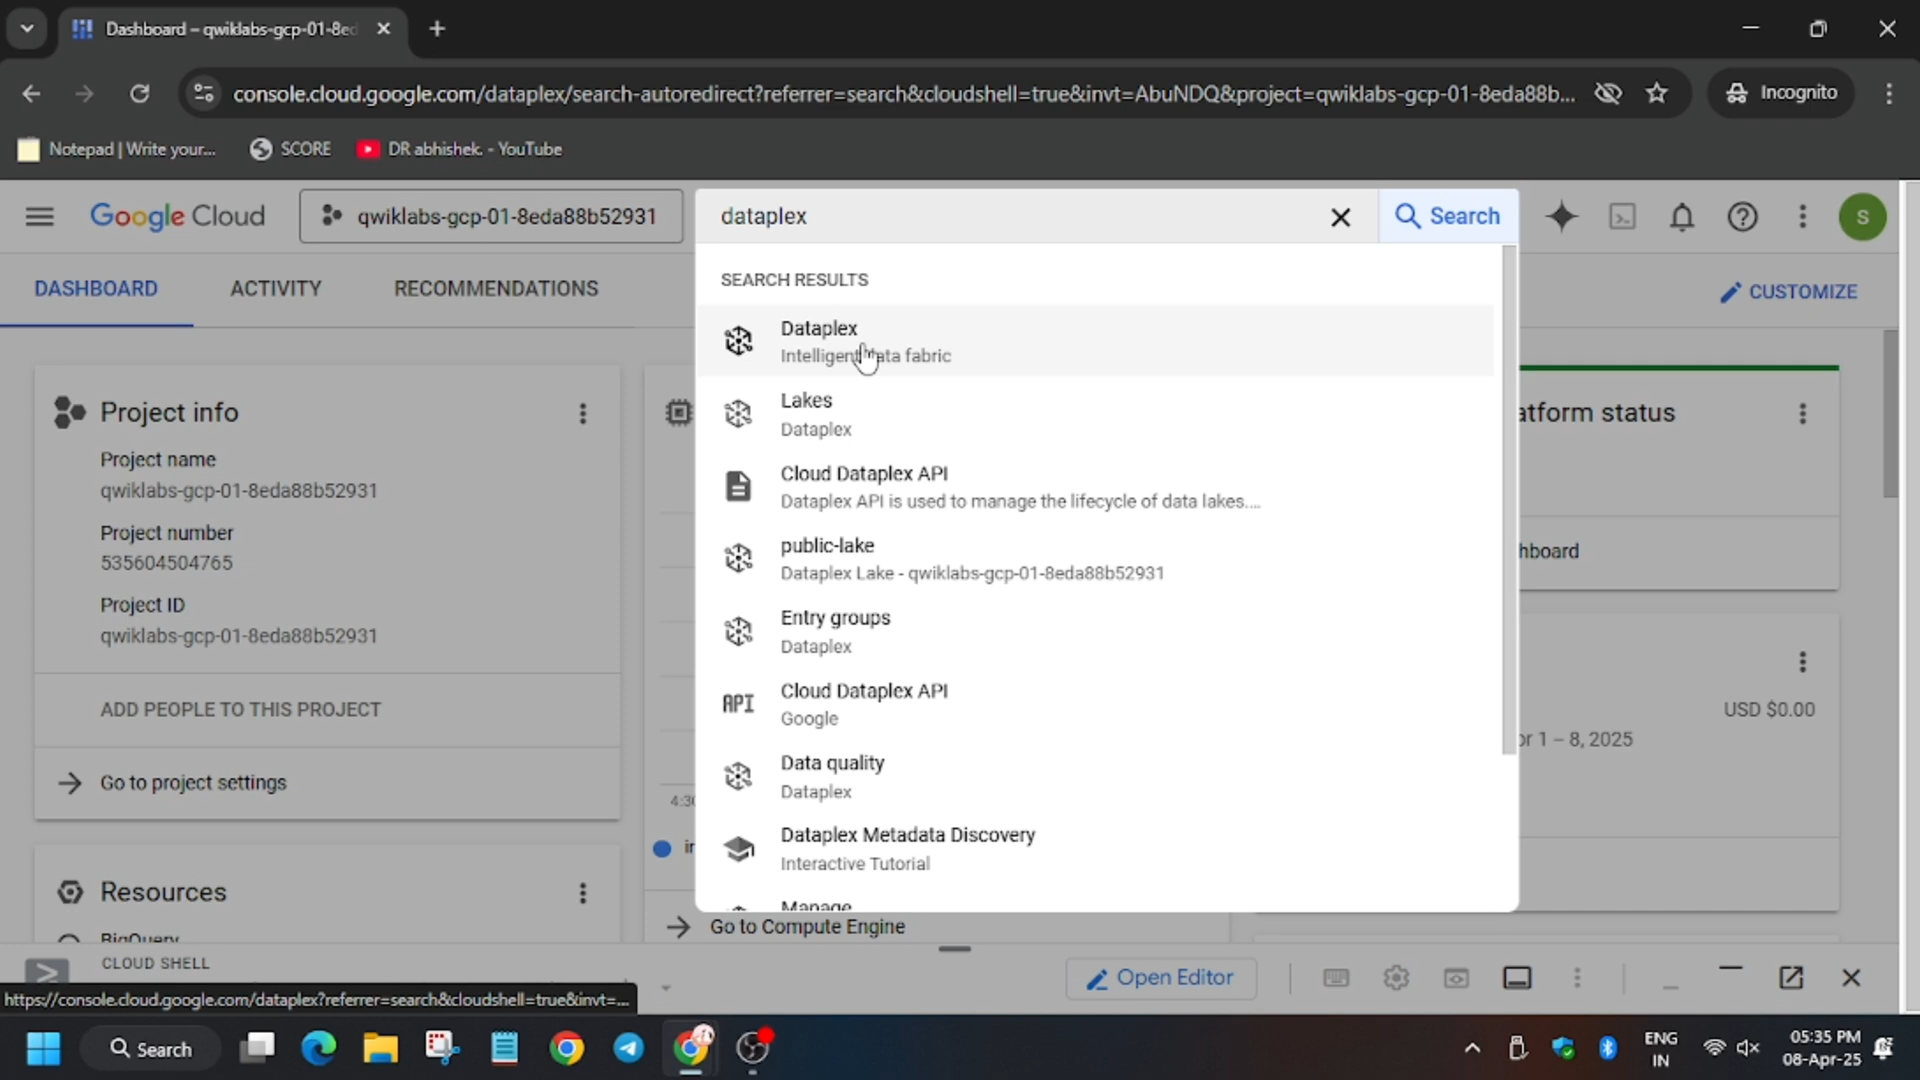 Dashboard – qwiklabs-gcp-01-8ed
console.cloud.google.com/dataplex/search-autoredirect?referrer=search&cloudshell=true&invt=AbuNDQ&project=qwiklabs-gcp-01-8eda88b...
Incognito
Notepad | Write your...
SCORE
DR abhishek. - YouTube
Google Cloud
qwiklabs-gcp-01-8eda88b52931
dataplex
Search
S
DASHBOARD
ACTIVITY
RECOMMENDATIONS
CUSTOMIZE
SEARCH RESULTS
Dataplex
Intelligent data fabric
Lakes
Dataplex
Cloud Dataplex API
Dataplex API is used to manage the lifecycle of data lakes....
public-lake
Dataplex Lake - qwiklabs-gcp-01-8eda88b52931
Entry groups
Dataplex
API
Cloud Dataplex API
Google
Data quality
Dataplex
Dataplex Metadata Discovery
Interactive Tutorial
Manage
Project info
Project name
qwiklabs-gcp-01-8eda88b52931
Project number
535604504765
Project ID
qwiklabs-gcp-01-8eda88b52931
ADD PEOPLE TO THIS PROJECT
Go to project settings
Resources
BigQuery
4:30
in
Go to Compute Engine
atform status
hboard
USD $0.00
or 1 – 8, 2025
CLOUD SHELL
Open Editor
https://console.cloud.google.com/dataplex?referrer=search&cloudshell=true&invt=...
Search
ENG
IN
05:35 PM
08-Apr-25